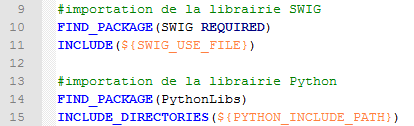 9 #importation de la librairie SWIG
10 FIND_PACKAGE(SWIG REQUIRED)
11 INCLUDE(${SWIG_USE_FILE})
12
13 #importation de la librairie Python
14 FIND_PACKAGE(PythonLibs)
15 INCLUDE_DIRECTORIES(${PYTHON_INCLUDE_PATH})